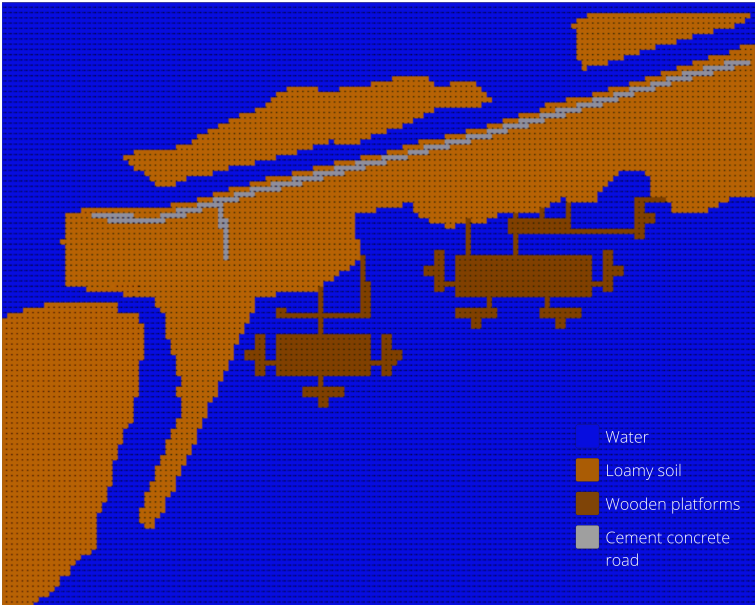 Water
Loamy soil
Wooden platforms
Cement concrete
road